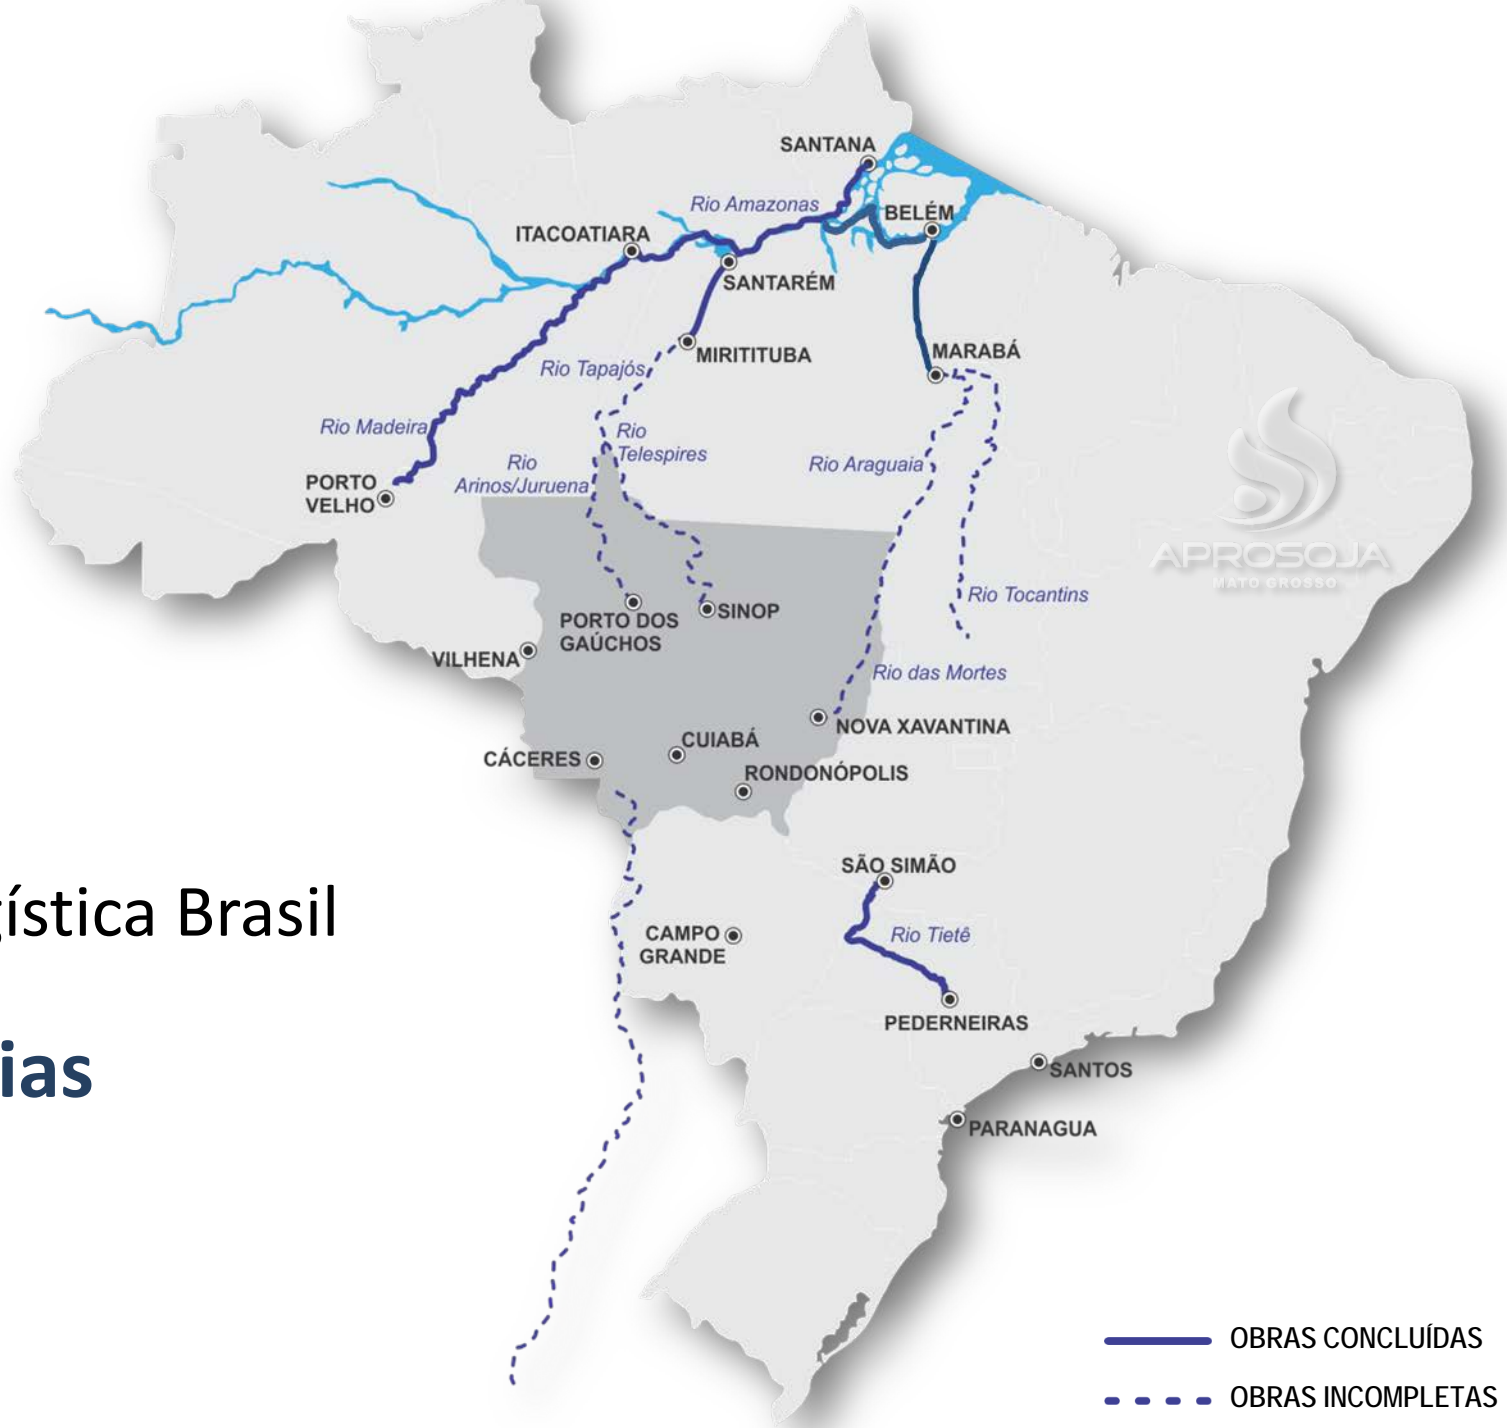 SANTANA
Rio Amazonas
BELÉM
ITACOATIARA
SANTARÉM
MIRITITUBA
MARABÁ
Rio Tapajós
Rio Madeira
Rio
Telespires
Rio
Arinos/Juruena
Rio Araguaia
PORTO
VELHO
APROSOJA
MATO GROSSO
Rio Tocantins
PORTO DOS
GAÚCHOS
SINOP
VILHENA
Rio das Mortes
NOVA XAVANTINA
CUIABÁ
CÁCERES
RONDONÓPOLIS
SÃO SIMÃO
gística Brasil
CAMPO
GRANDE
Rio Tietê
PEDERNEIRAS
ias
SANTOS
PARANAGUA
OBRAS CONCLUÍDAS
OBRAS INCOMPLETAS